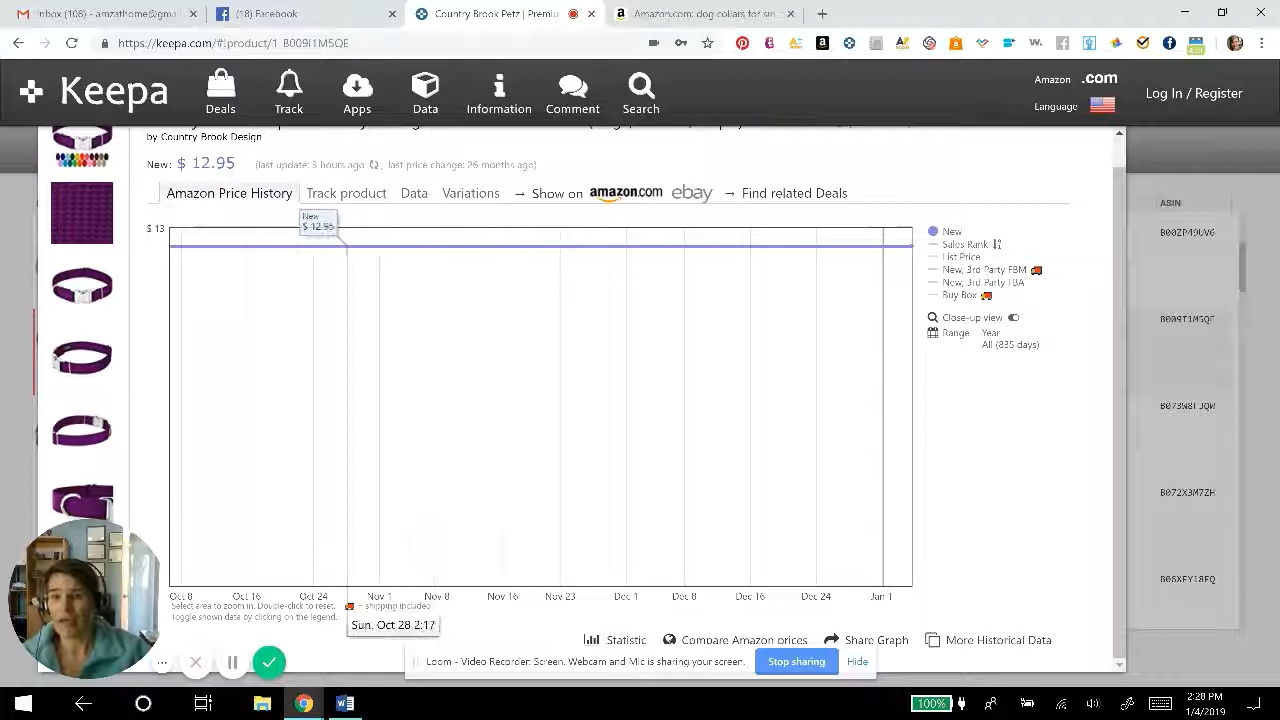 Inbox (108) - amzathome@gma
(18) Facebook
Country Brook Petz | Premiu
Amazon.com: dog collars for sm
https://keepa.com/#!product/1-B009I1M5QE
Keepa
Deals
Track
Apps
Data
Information
Comment
Search
Amazon .com
Language
Log In / Register
by Country Brook Design
New: $ 12.95 (last update: 3 hours ago, last price change: 26 months ago)
Amazon Price History
Track product
Data
Variations
→ Show on amazon.com ebay
→ Find related Deals
New
$ 12.95
$ 13
New
Sales Rank
List Price
New, 3rd Party FBM
New, 3rd Party FBA
Buy Box
Close-up view
Range Year
All (835 days)
ASIN
B00ZP49UV6
B073W8FJQW
B072X3M7ZH
Oct 8 Oct 16 Oct 24 Nov 1 Nov 8 Nov 16 Nov 23 Dec 1 Dec 8 Dec 16 Dec 24 Jan 1
Select area to zoom in. Double-click to reset. = shipping included
Toggle shown data by clicking on the legend.
Sun, Oct 28 2:17
Statistic
Compare Amazon prices
Share Graph
More Historical Data
Loom - Video Recorder: Screen, Webcam and Mic is sharing your screen.
Stop sharing
Hide
100%
2:28 PM
1/4/2019